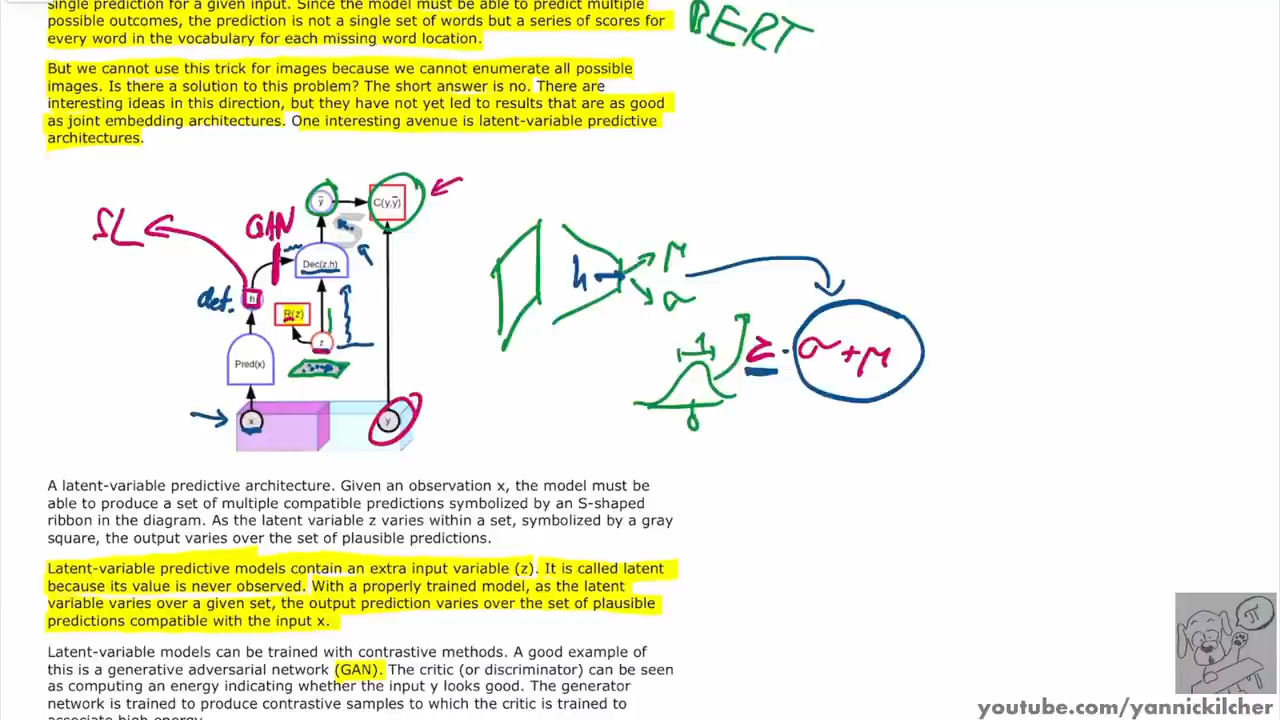 single prediction for a given input. Since the model must be able to predict multiple
possible outcomes, the prediction is not a single set of words but a series of scores for
every word in the vocabulary for each missing word location.
BERT
But we cannot use this trick for images because we cannot enumerate all possible
images. Is there a solution to this problem? The short answer is no. There are
interesting ideas in this direction, but they have not yet led to results that are as good
as joint embedding architectures. One interesting avenue is latent-variable predictive
architectures.
ȳ
C(y,ȳ)
SL
GAN
Dec(z,h)
det.
h
R(z)
z
Pred(x)
x
y
h
μ
σ
1
z · σ + μ
0
A latent-variable predictive architecture. Given an observation x, the model must be
able to produce a set of multiple compatible predictions symbolized by an S-shaped
ribbon in the diagram. As the latent variable z varies within a set, symbolized by a gray
square, the output varies over the set of plausible predictions.
Latent-variable predictive models contain an extra input variable (z). It is called latent
because its value is never observed. With a properly trained model, as the latent
variable varies over a given set, the output prediction varies over the set of plausible
predictions compatible with the input x.
Latent-variable models can be trained with contrastive methods. A good example of
this is a generative adversarial network (GAN). The critic (or discriminator) can be seen
as computing an energy indicating whether the input y looks good. The generator
network is trained to produce contrastive samples to which the critic is trained to
associate high energy.
π
youtube.com/yannickilcher